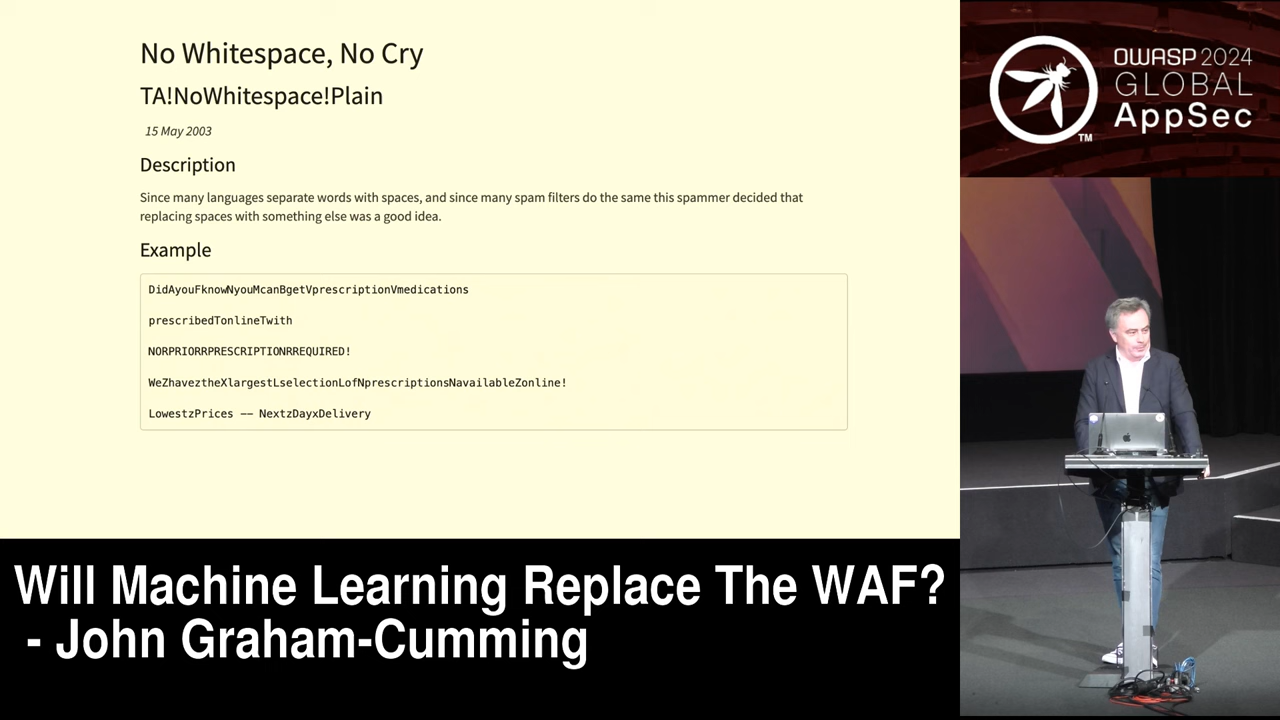 No Whitespace, No Cry
TA!NoWhitespace!Plain
15 May 2003
Description
Since many languages separate words with spaces, and since many spam filters do the same this spammer decided that
replacing spaces with something else was a good idea.
Example
DidAyouFknowNyouMcanBgetVprescriptionVmedications
prescribedTonlineTwith
NORPRIORRPRESCRIPTIONRREQUIRED!
WeZhaveztheXlargestLselectionLofNprescriptionsNavailableZonline!
LowestzPrices —— NextzDayxDelivery
Will Machine Learning Replace The WAF?
- John Graham-Cumming
OWASP 2024
GLOBAL
AppSec
TM